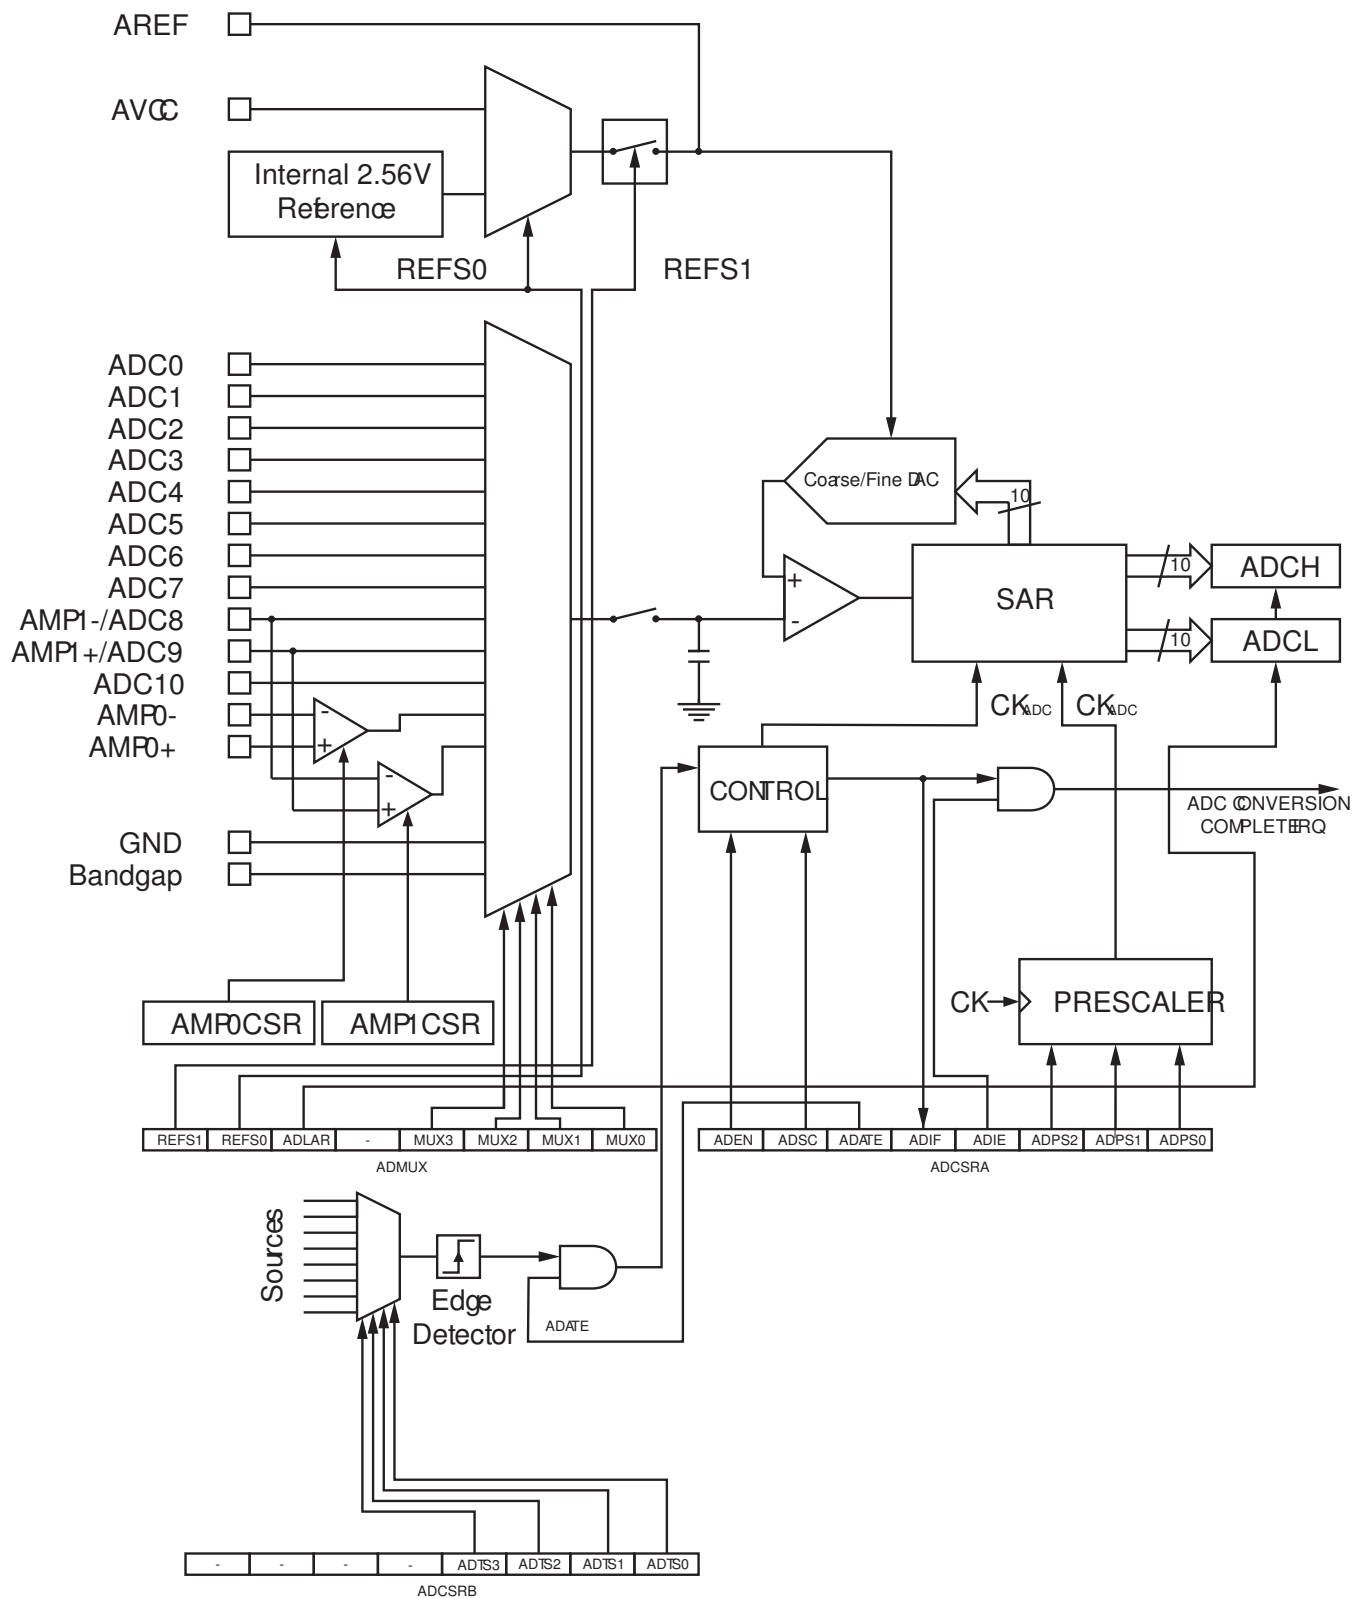 AREF
AVCC
Internal 2.56V
Reference
REFS0
REFS1
ADC0
ADC1
ADC2
ADC3
ADC4
ADC5
ADC6
ADC7
AMP1-/ADC8
AMP1+/ADC9
ADC10
AMP0-
AMP0+
GND
Bandgap
-
+
-
+
Coarse/Fine DAC
10
+
-
SAR
10
ADCH
10
ADCL
CKADC
CKADC
CONTROL
ADC CONVERSION
COMPLETE IRQ
CK
PRESCALER
AMP0CSR
AMP1CSR
REFS1 REFS0 ADLAR - MUX3 MUX2 MUX1 MUX0
ADMUX
ADEN ADSC ADATE ADIF ADIE ADPS2 ADPS1 ADPS0
ADCSRA
Sources
Edge
Detector
ADATE
- - - - ADTS3 ADTS2 ADTS1 ADTS0
ADCSRB